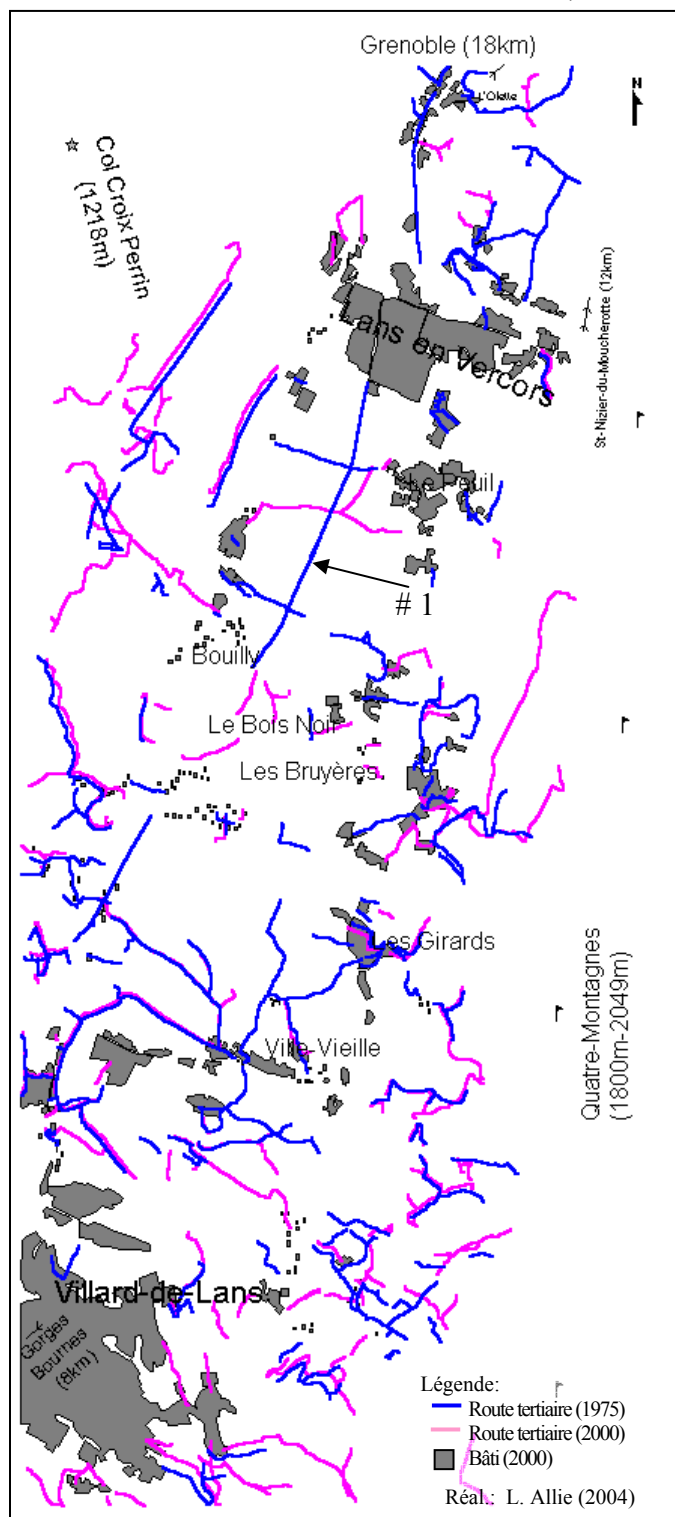 Grenoble (18km)
L'Olette
N
Col Croix Perrin
(1218m)
Lans en Vercors
St-Nizier-du-Moucherotte (12km)
Le Peuil
# 1
Bouilly
Le Bois Noir
Les Bruyères
Les Girards
Ville-Vieille
Quatre-Montagnes
(1800m-2049m)
Villard-de-Lans
Gorges
Bournes
(8km)
Légende:
Route tertiaire (1975)
Route tertiaire (2000)
Bâti (2000)
Réal.: L. Allie (2004)